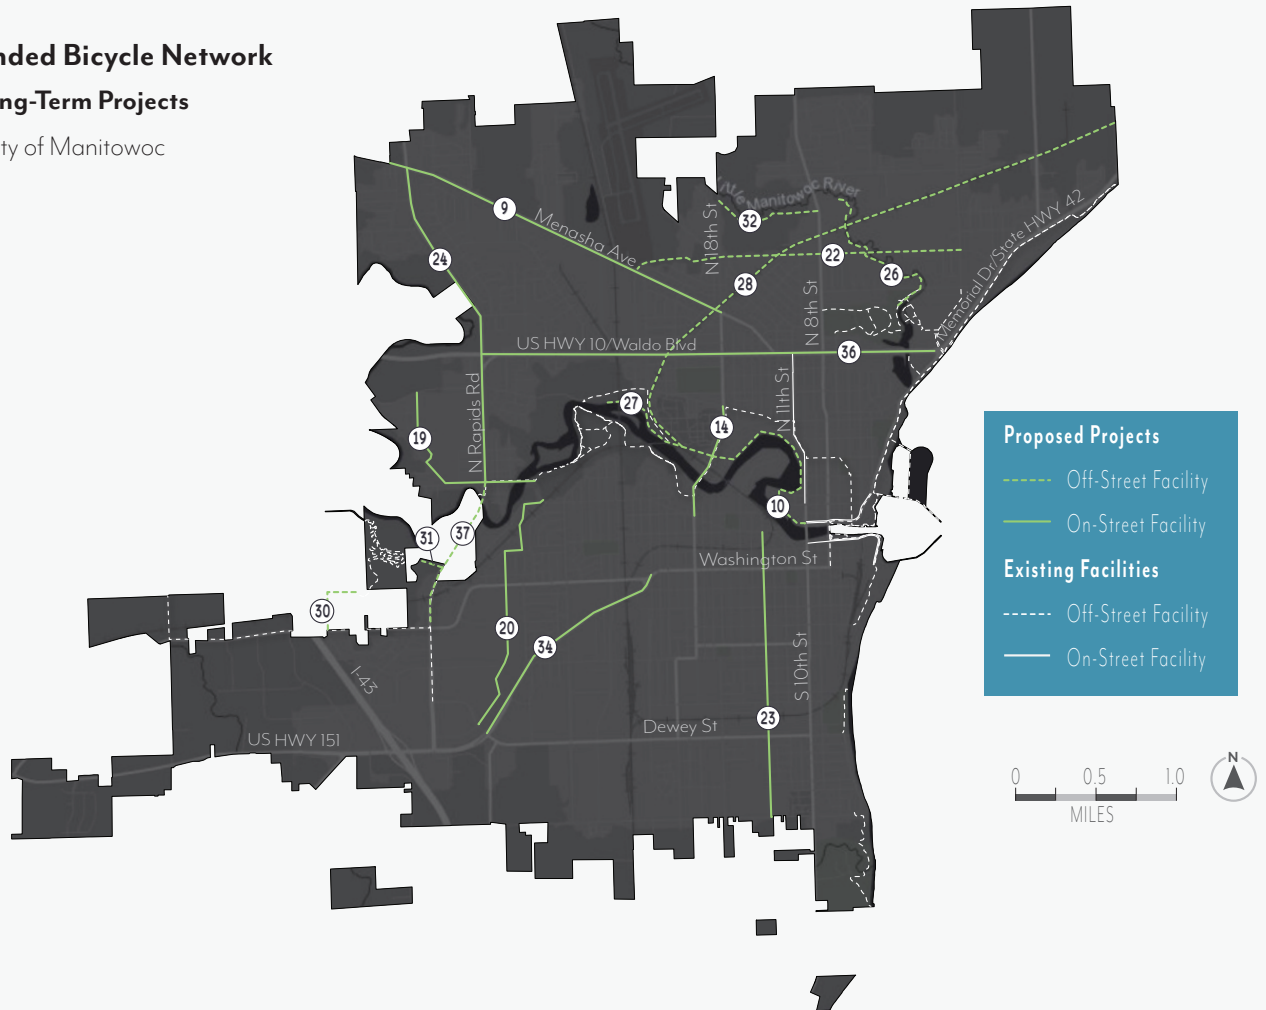 nded Bicycle Network
ng-Term Projects
ty of Manitowoc
Little Manitowoc River
9
Menasha Ave
N 18th St
32
Memorial Dr/State HWY 42
24
22
26
28
N 8th St
US HWY 10/Waldo Blvd
36
N Rapids Rd
27
N 11th St
19
14
10
31
37
Washington St
30
20
34
I-43
S 10th St
23
Dewey St
US HWY 151
Proposed Projects
Off-Street Facility
On-Street Facility
Existing Facilities
Off-Street Facility
On-Street Facility
0 0.5 1.0
MILES
N